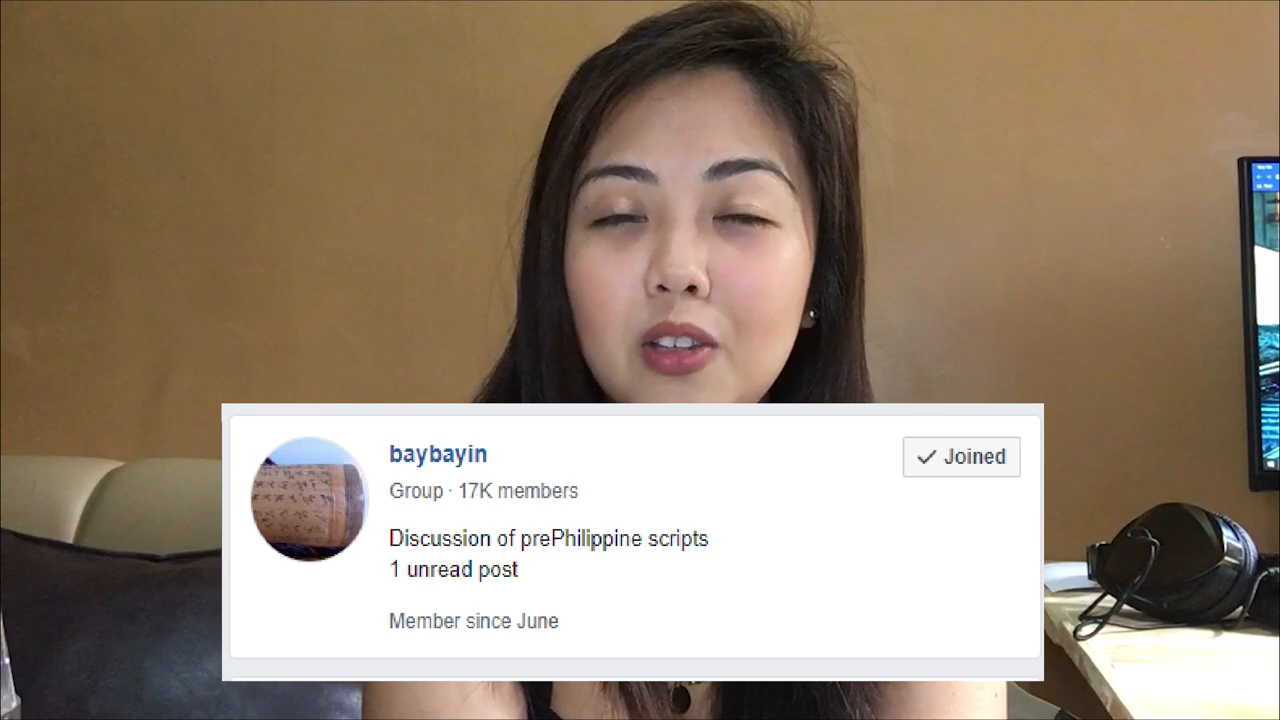 baybayin
Joined
Group · 17K members
Discussion of prePhilippine scripts
1 unread post
Member since June